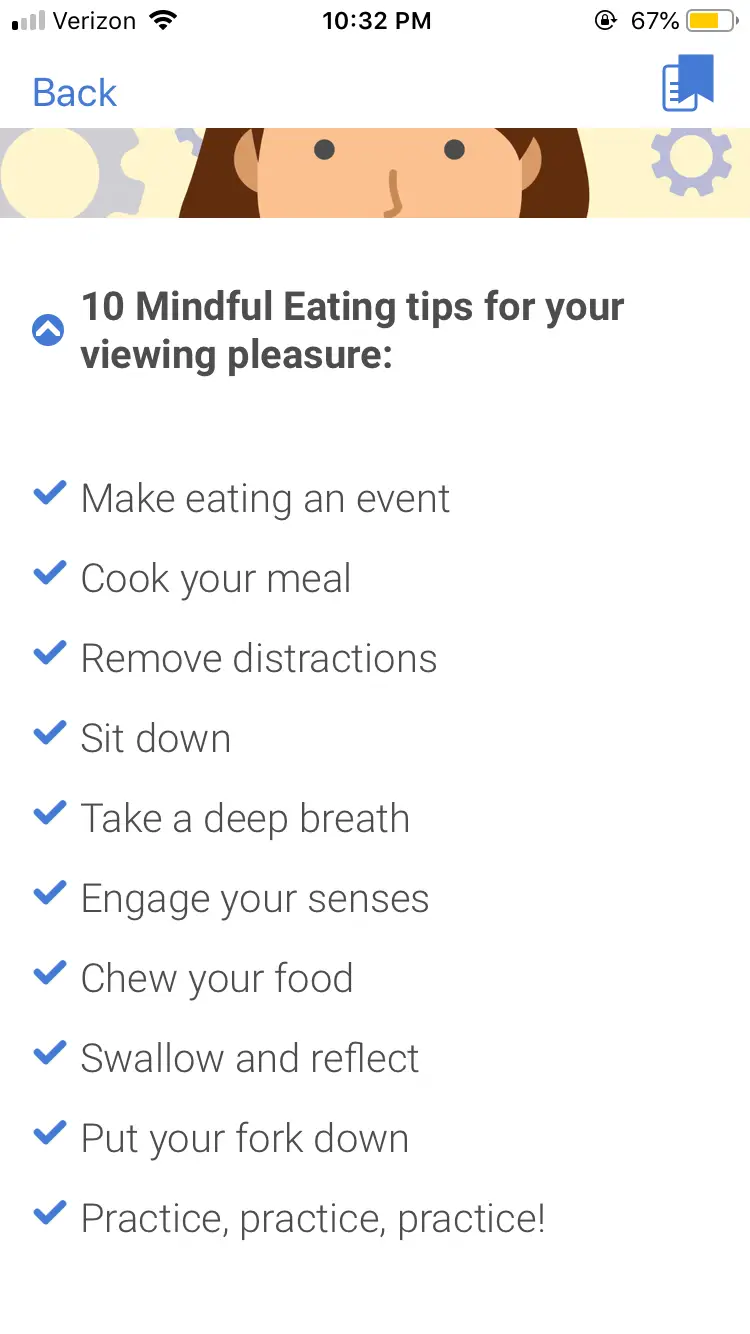 Verizon 10:32 PM 67%
Back
10 Mindful Eating tips for your
viewing pleasure:
Make eating an event
Cook your meal
Remove distractions
Sit down
Take a deep breath
Engage your senses
Chew your food
Swallow and reflect
Put your fork down
Practice, practice, practice!